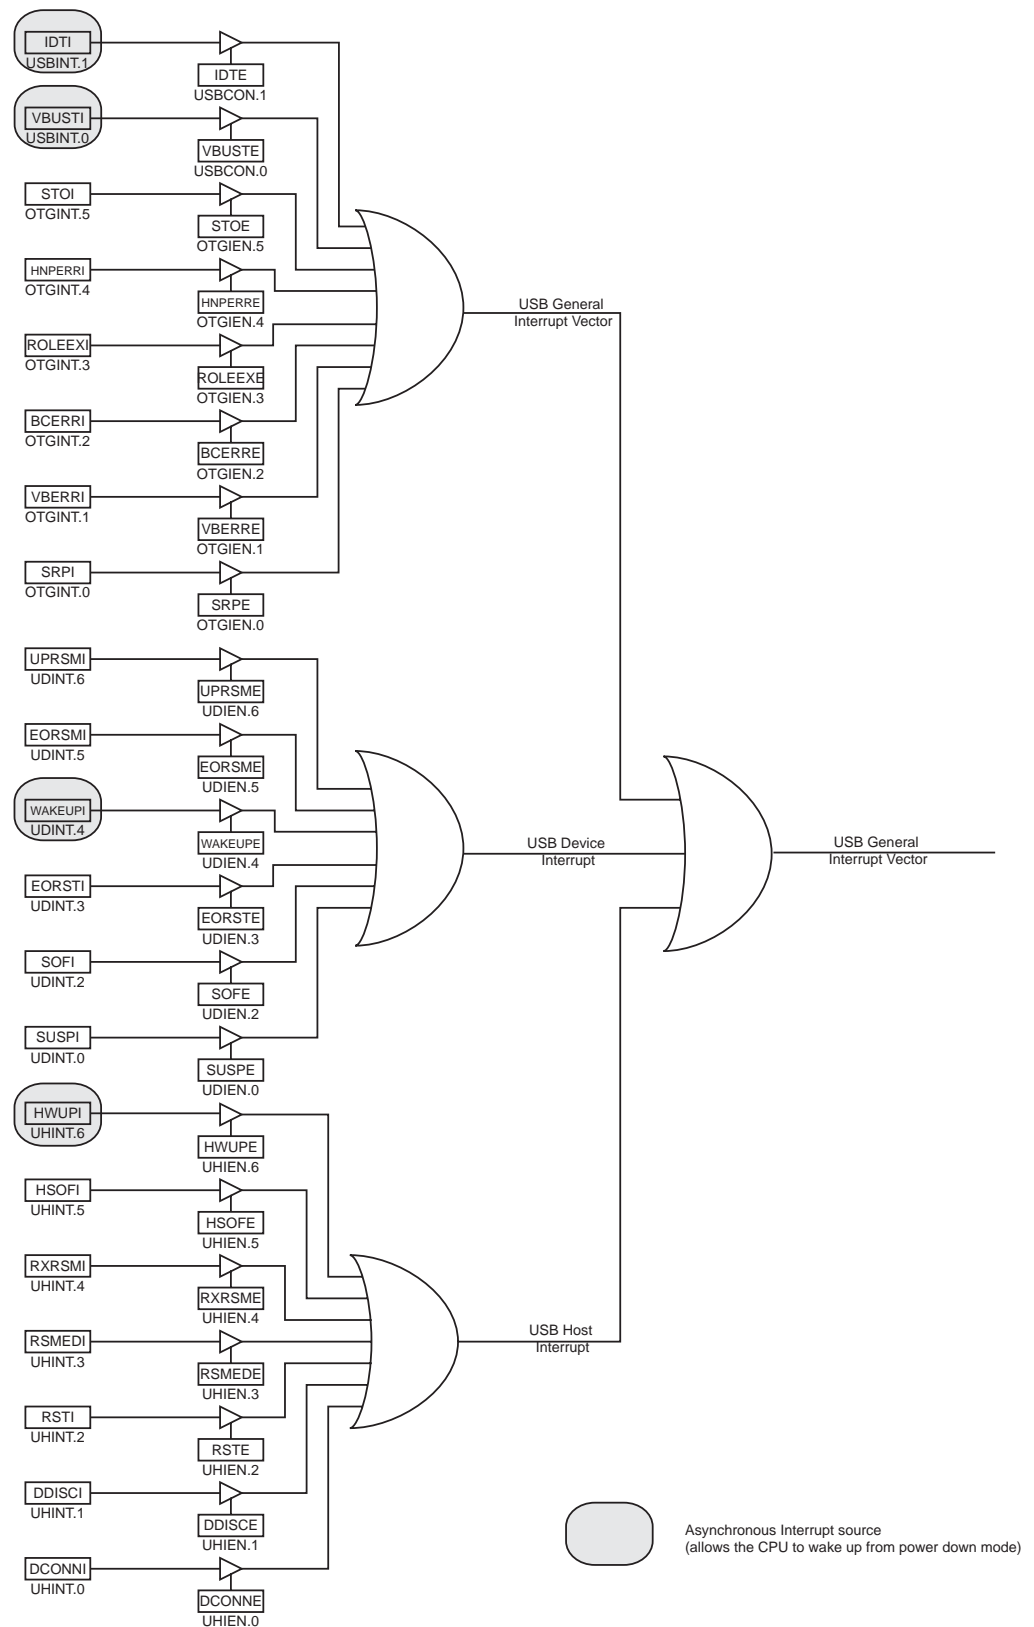 IDTI
USBINT.1
IDTE
USBCON.1
VBUSTI
USBINT.0
VBUSTE
USBCON.0
STOI
OTGINT.5
STOE
OTGIEN.5
HNPERRI
OTGINT.4
HNPERRE
OTGIEN.4
USB General
Interrupt Vector
ROLEEXI
OTGINT.3
ROLEEXE
OTGIEN.3
BCERRI
OTGINT.2
BCERRE
OTGIEN.2
VBERRI
OTGINT.1
VBERRE
OTGIEN.1
SRPI
OTGINT.0
SRPE
OTGIEN.0
UPRSMI
UDINT.6
UPRSME
UDIEN.6
EORSMI
UDINT.5
EORSME
UDIEN.5
WAKEUPI
UDINT.4
WAKEUPE
UDIEN.4
USB Device
Interrupt
USB General
Interrupt Vector
EORSTI
UDINT.3
EORSTE
UDIEN.3
SOFI
UDINT.2
SOFE
UDIEN.2
SUSPI
UDINT.0
SUSPE
UDIEN.0
HWUPI
UHINT.6
HWUPE
UHIEN.6
HSOFI
UHINT.5
HSOFE
UHIEN.5
RXRSMI
UHINT.4
RXRSME
UHIEN.4
USB Host
Interrupt
RSMEDI
UHINT.3
RSMEDE
UHIEN.3
RSTI
UHINT.2
RSTE
UHIEN.2
DDISCI
UHINT.1
DDISCE
UHIEN.1
DCONNI
UHINT.0
DCONNE
UHIEN.0
Asynchronous Interrupt source
(allows the CPU to wake up from power down mode)